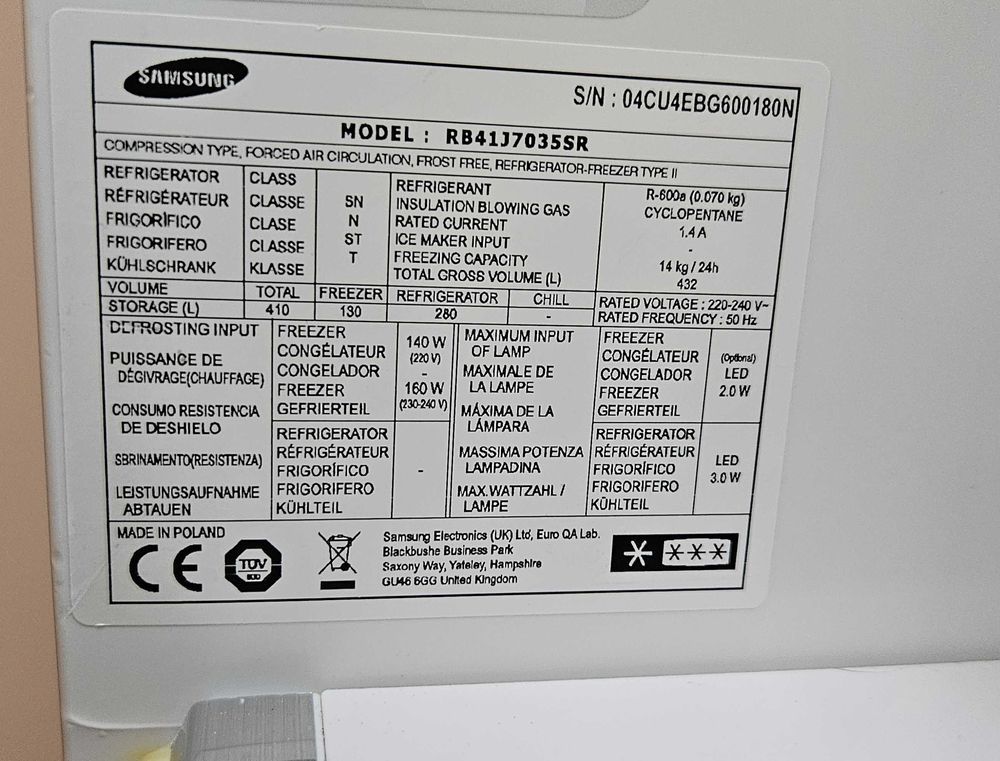 SAMSUNG
S/N : 04CU4EBG600180N
MODEL : RB41J7035SR
COMPRESSION TYPE, FORCED AIR CIRCULATION, FROST FREE, REFRIGERATOR-FREEZER TYPE II
REFRIGERATOR CLASS
RÉFRIGÉRATEUR CLASSE
FRIGORÍFICO CLASE
FRIGORIFERO CLASSE
KÜHLSCHRANK KLASSE
SN
N
ST
T
REFRIGERANT R-600a (0.070 kg)
INSULATION BLOWING GAS CYCLOPENTANE
RATED CURRENT 1.4 A
ICE MAKER INPUT -
FREEZING CAPACITY 14 kg / 24h
TOTAL GROSS VOLUME (L) 432
VOLUME TOTAL FREEZER REFRIGERATOR CHILL
STORAGE (L) 410 130 280 -
RATED VOLTAGE : 220-240 V~
RATED FREQUENCY : 50 Hz
DEFROSTING INPUT
PUISSANCE DE
DÉGIVRAGE(CHAUFFAGE)
CONSUMO RESISTENCIA
DE DESHIELO
SBRINAMENTO(RESISTENZA)
LEISTUNGSAUFNAHME
ABTAUEN
FREEZER
CONGÉLATEUR
CONGELADOR
FREEZER
GEFRIERTEIL
140 W
(220 V)
-
160 W
(230-240 V)
REFRIGERATOR
RÉFRIGÉRATEUR
FRIGORÍFICO
FRIGORIFERO
KÜHLTEIL
-
MAXIMUM INPUT
OF LAMP
MAXIMALE DE
LA LAMPE
MÁXIMA DE LA
LÁMPARA
MASSIMA POTENZA
LAMPADINA
MAX.WATTZAHL /
LAMPE
FREEZER
CONGÉLATEUR
CONGELADOR
FREEZER
GEFRIERTEIL
(Optional)
LED
2.0 W
REFRIGERATOR
RÉFRIGÉRATEUR
FRIGORÍFICO
FRIGORIFERO
KÜHLTEIL
LED
3.0 W
MADE IN POLAND
CE
TÜV
Samsung Electronics (UK) Ltd, Euro QA Lab.
Blackbushe Business Park
Saxony Way, Yateley, Hampshire
GU46 6GG United Kingdom